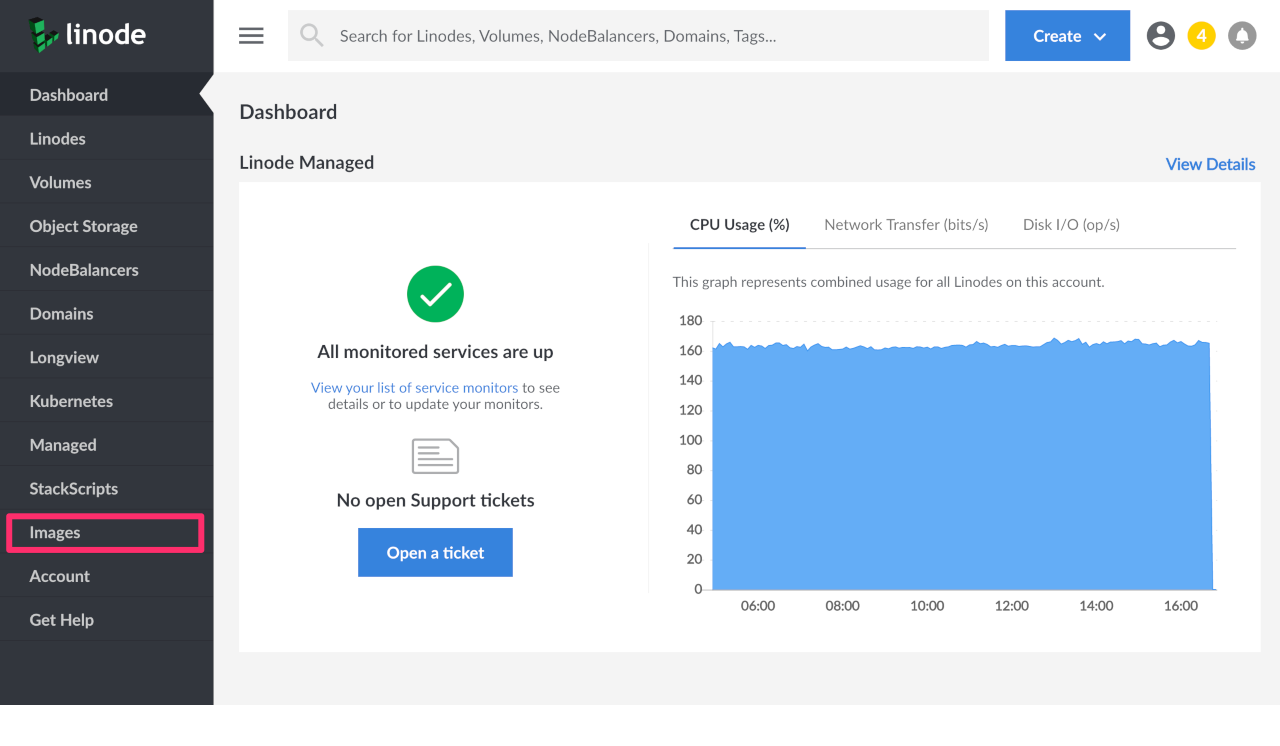 linode
Search for Linodes, Volumes, NodeBalancers, Domains, Tags...
Create
4
Dashboard
Linodes
Volumes
Object Storage
NodeBalancers
Domains
Longview
Kubernetes
Managed
StackScripts
Images
Account
Get Help
Dashboard
Linode Managed
View Details
All monitored services are up
View your list of service monitors to see
details or to update your monitors.
No open Support tickets
Open a ticket
CPU Usage (%) Network Transfer (bits/s) Disk I/O (op/s)
This graph represents combined usage for all Linodes on this account.
180
160
140
120
100
80
60
40
20
0
06:00 08:00 10:00 12:00 14:00 16:00